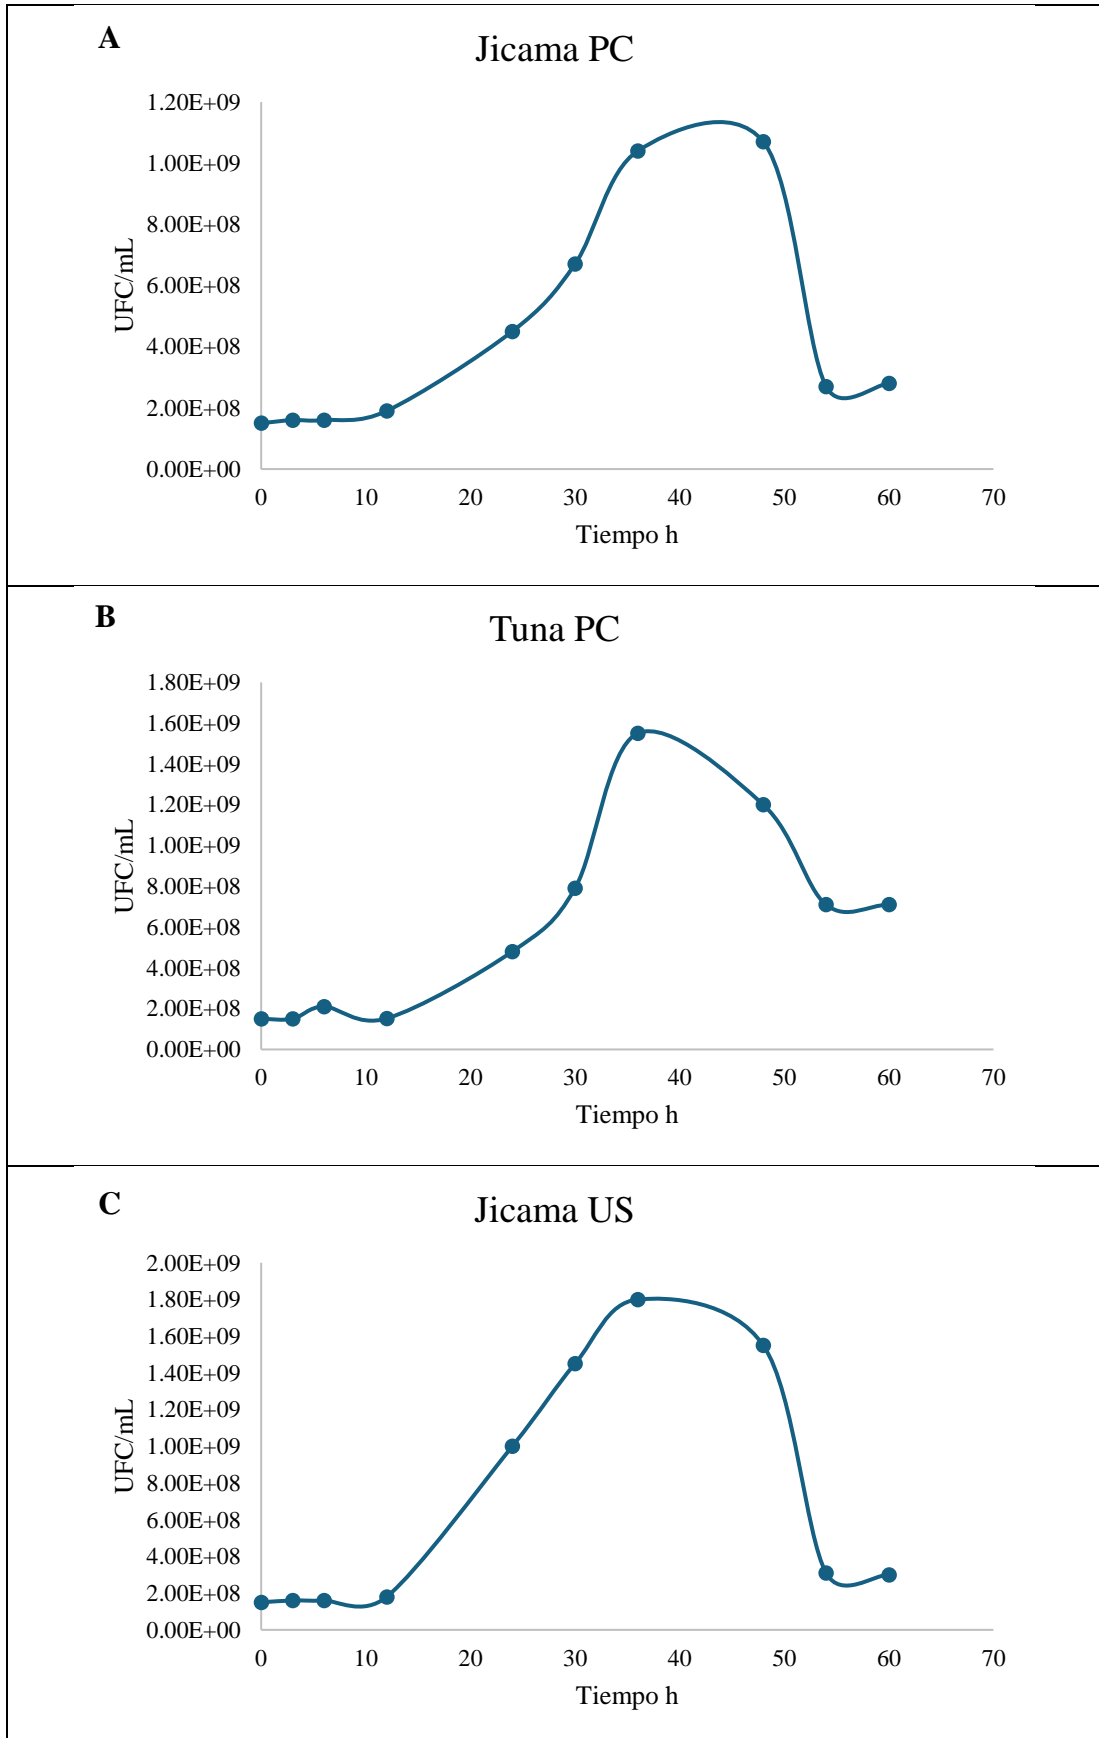 A
Jicama PC
1.20E+09
1.00E+09
8.00E+08
6.00E+08
4.00E+08
2.00E+08
0.00E+00
UFC/mL
0 10 20 30 40 50 60 70
Tiempo h
B
Tuna PC
1.80E+09
1.60E+09
1.40E+09
1.20E+09
1.00E+09
8.00E+08
6.00E+08
4.00E+08
2.00E+08
0.00E+00
UFC/mL
0 10 20 30 40 50 60 70
Tiempo h
C
Jicama US
2.00E+09
1.80E+09
1.60E+09
1.40E+09
1.20E+09
1.00E+09
8.00E+08
6.00E+08
4.00E+08
2.00E+08
0.00E+00
UFC/mL
0 10 20 30 40 50 60 70
Tiempo h